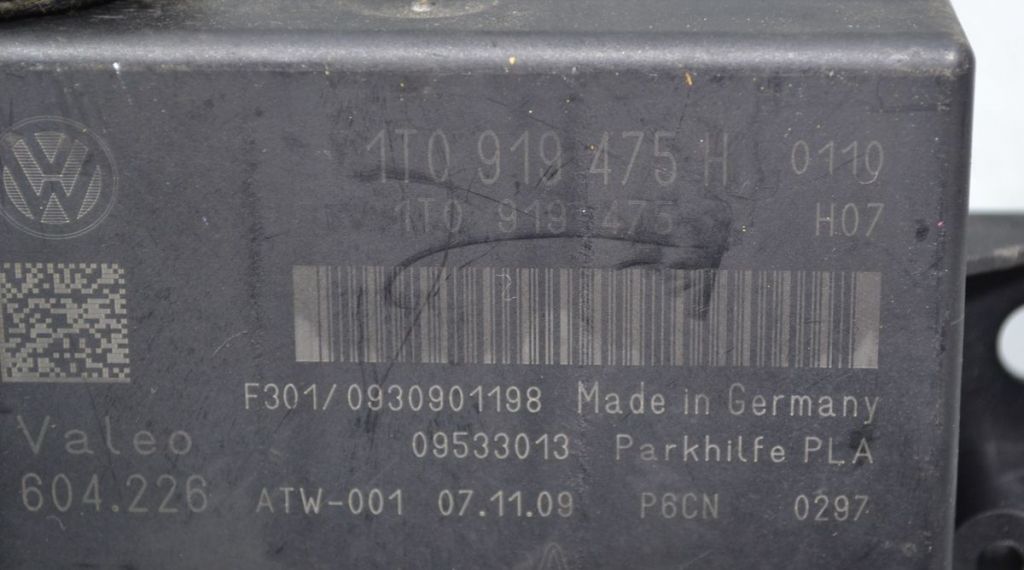 1T0 919 475 H 0110
1T0 919 475 H07
F301/0930901198 Made in Germany
Valeo 09533013 Parkhilfe PLA
604.226 ATW-001 07.11.09 P6CN 0297